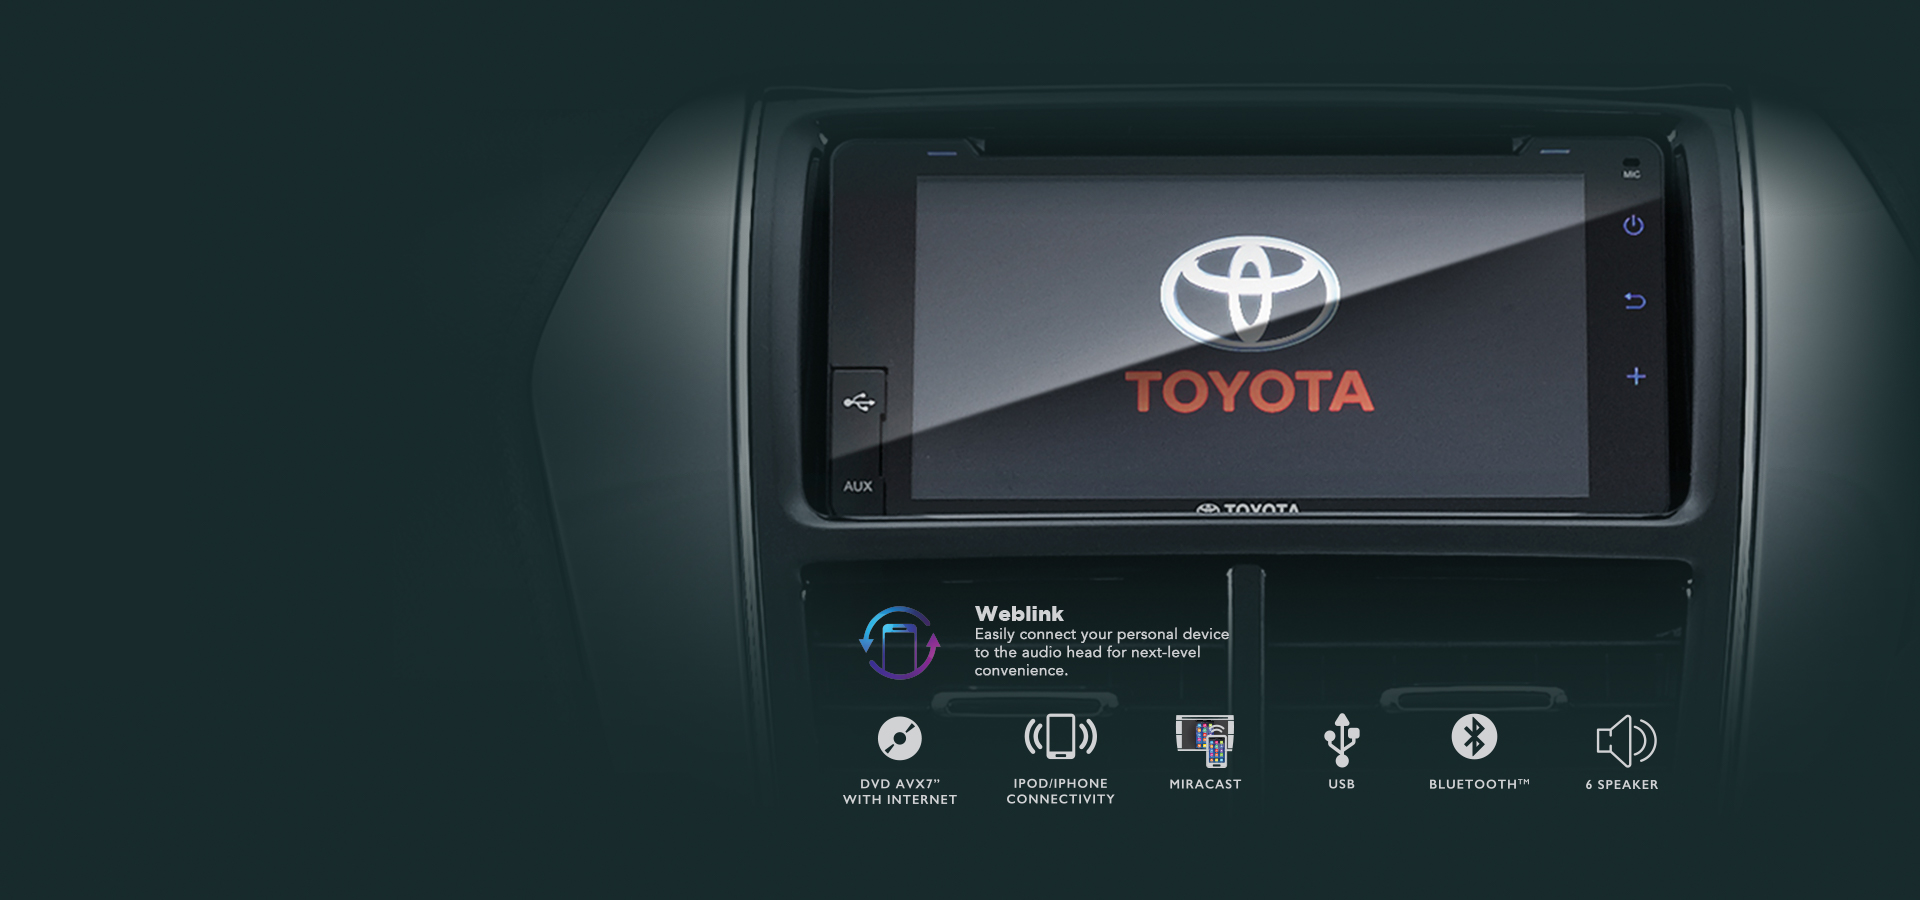 MIC
TOYOTA
AUX
TOYOTA
Weblink
Easily connect your personal device
to the audio head for next-level
convenience.
DVD AVX7”
WITH INTERNET
IPOD/IPHONE
CONNECTIVITY
MIRACAST
USB
BLUETOOTH™
6 SPEAKER